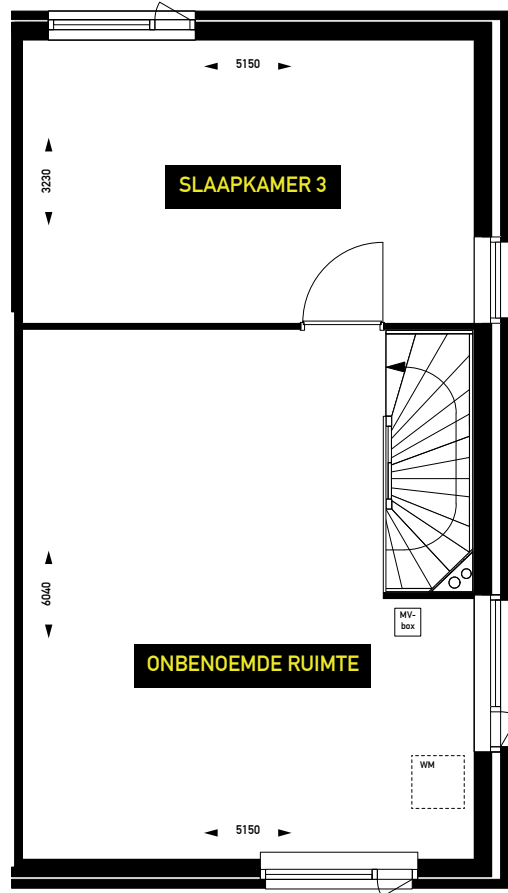 5150
3230
SLAAPKAMER 3
6040
MV-
box
ONBENOEMDE RUIMTE
WM
5150